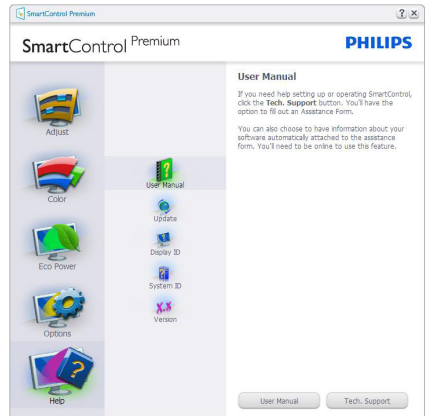 SmartControl Premium
SmartControl Premium
PHILIPS
Adjust
Color
Eco Power
Options
Help
User Manual
Update
Display ID
System ID
X.X
Version
User Manual
If you need help setting up or operating SmartControl,
click the Tech. Support button. You'll have the
option to fill out an Assistance Form.
You can also choose to have information about your
software automatically attached to the assistance
form. You'll need to be online to use this feature.
User Manual
Tech. Support